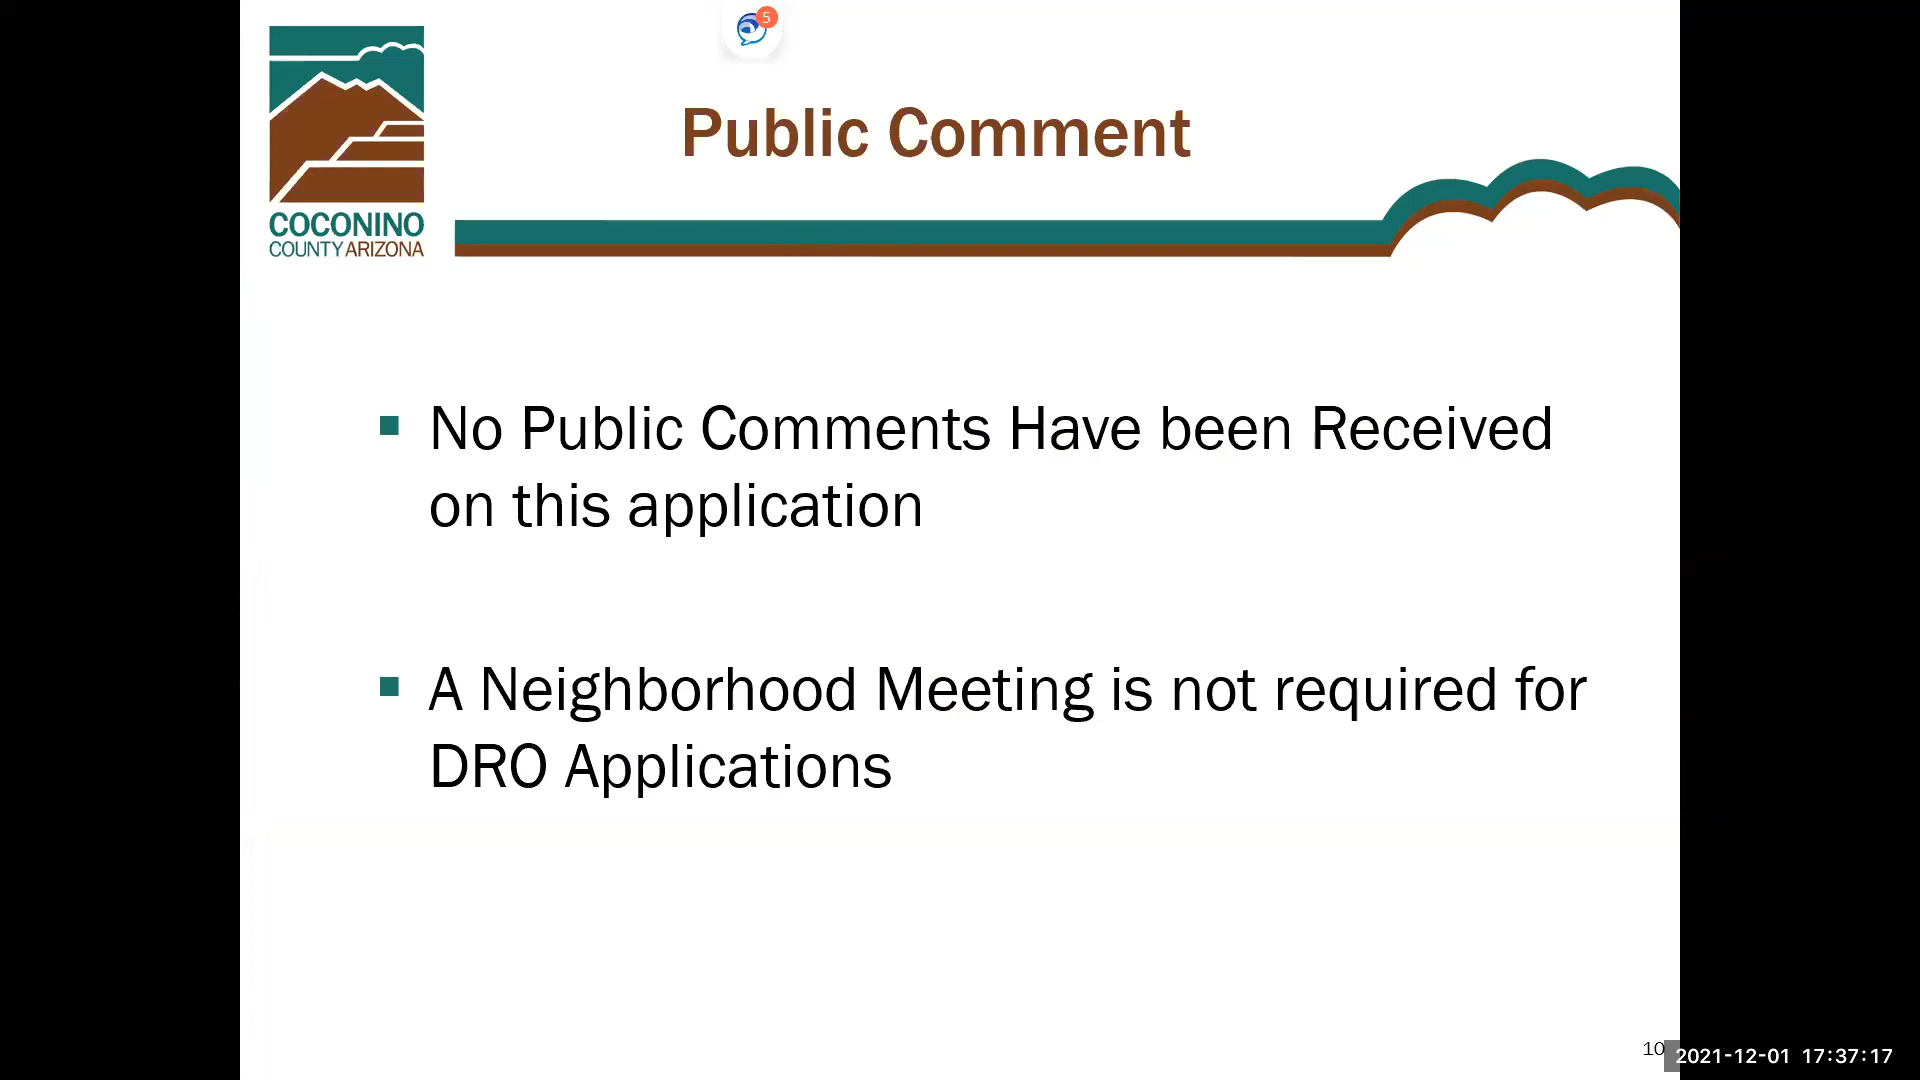 5
Public Comment
COCONINO
COUNTY ARIZONA
No Public Comments Have been Received
on this application
A Neighborhood Meeting is not required for
DRO Applications
10
2021-12-01 17:37:17